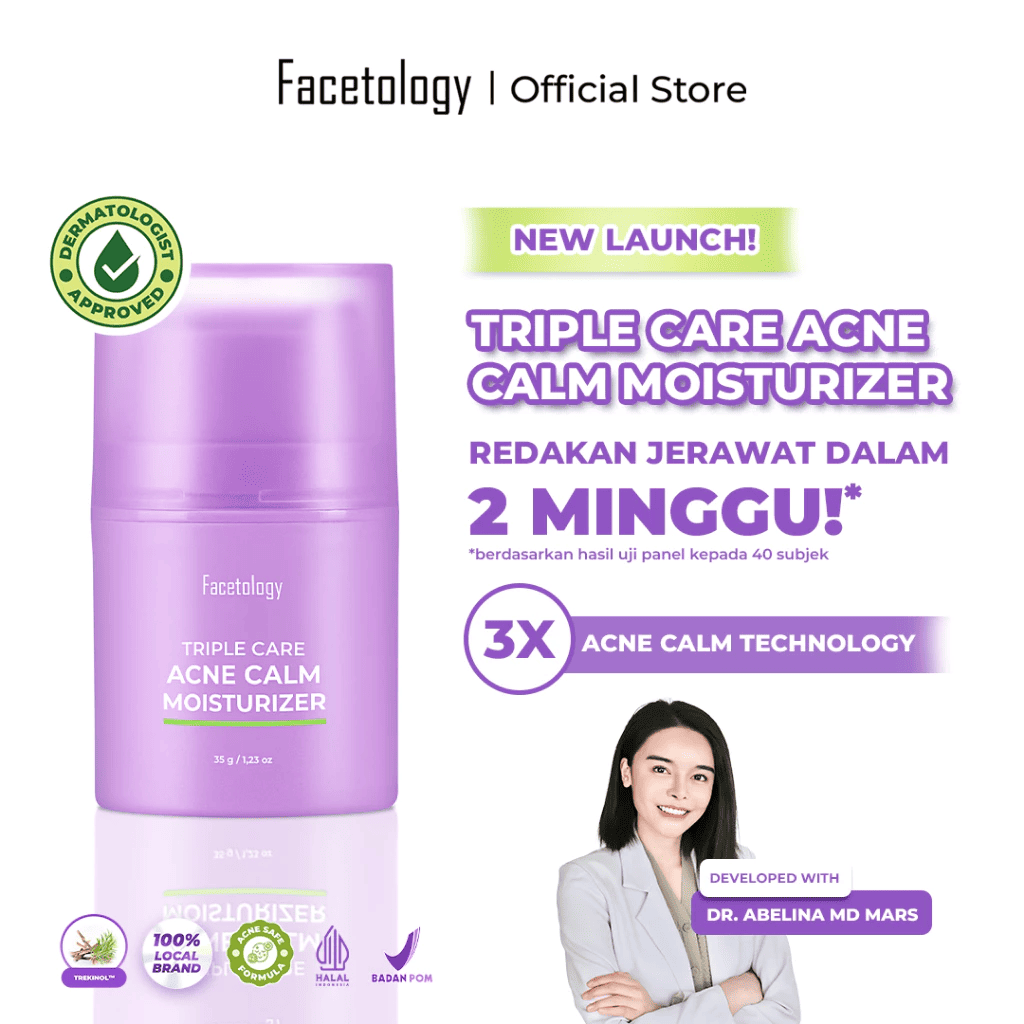 Facetology | Official Store
DERMATOLOGIST
APPROVED
NEW LAUNCH!
TRIPLE CARE ACNE
CALM MOISTURIZER
REDAKAN JERAWAT DALAM
2 MINGGU!*
*berdasarkan hasil uji panel kepada 40 subjek
3X
ACNE CALM TECHNOLOGY
Facetology
TRIPLE CARE
ACNE CALM
MOISTURIZER
35 g / 1,23 oz
DEVELOPED WITH
DR. ABELINA MD MARS
TREKINOL™
100%
LOCAL
BRAND
ACNE SAFE
FORMULA
HALAL
INDONESIA
BADAN POM